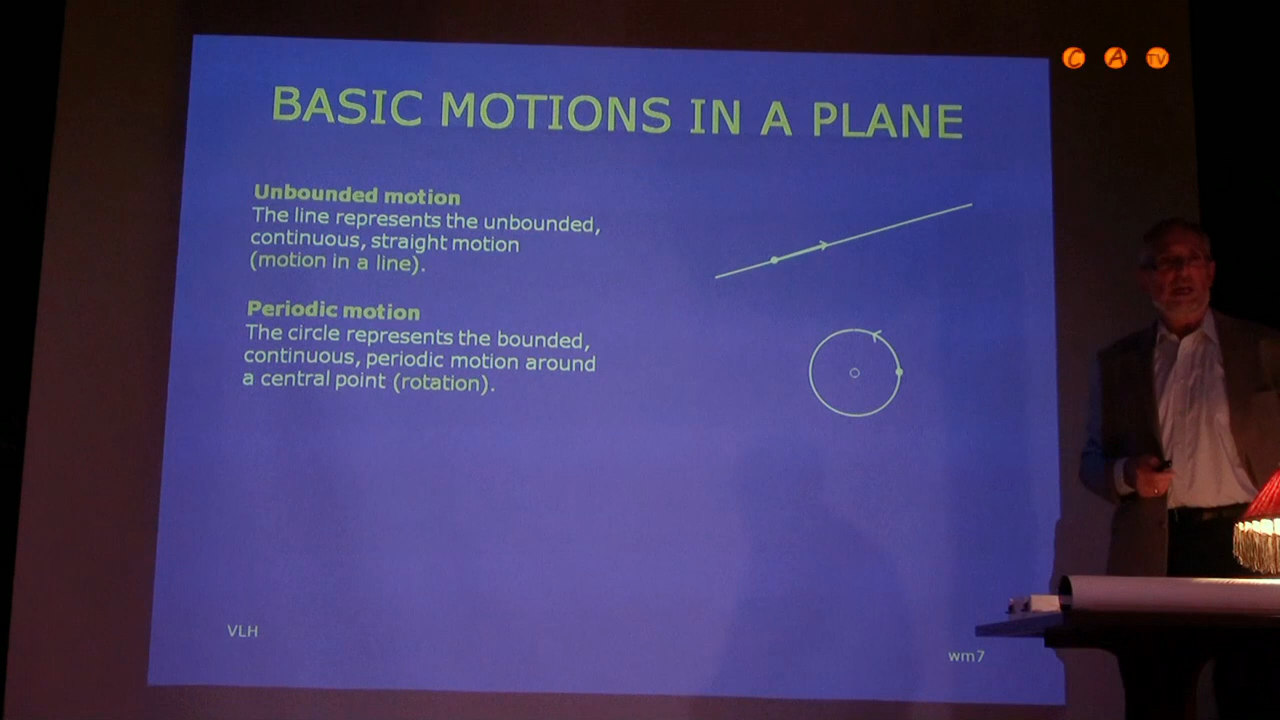 C A TV
BASIC MOTIONS IN A PLANE
Unbounded motion
The line represents the unbounded,
continuous, straight motion
(motion in a line).
Periodic motion
The circle represents the bounded,
continuous, periodic motion around
a central point (rotation).
VLH
wm7